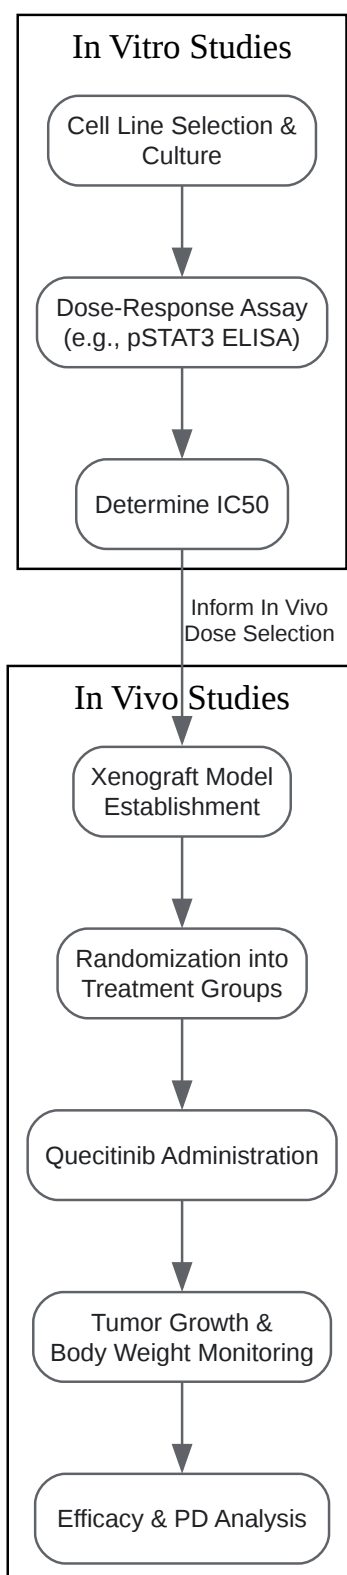 In Vitro Studies
Cell Line Selection &
Culture
Dose-Response Assay
(e.g., pSTAT3 ELISA)
Determine IC50
Inform In Vivo
Dose Selection
In Vivo Studies
Xenograft Model
Establishment
Randomization into
Treatment Groups
Quecitinib Administration
Tumor Growth &
Body Weight Monitoring
Efficacy & PD Analysis